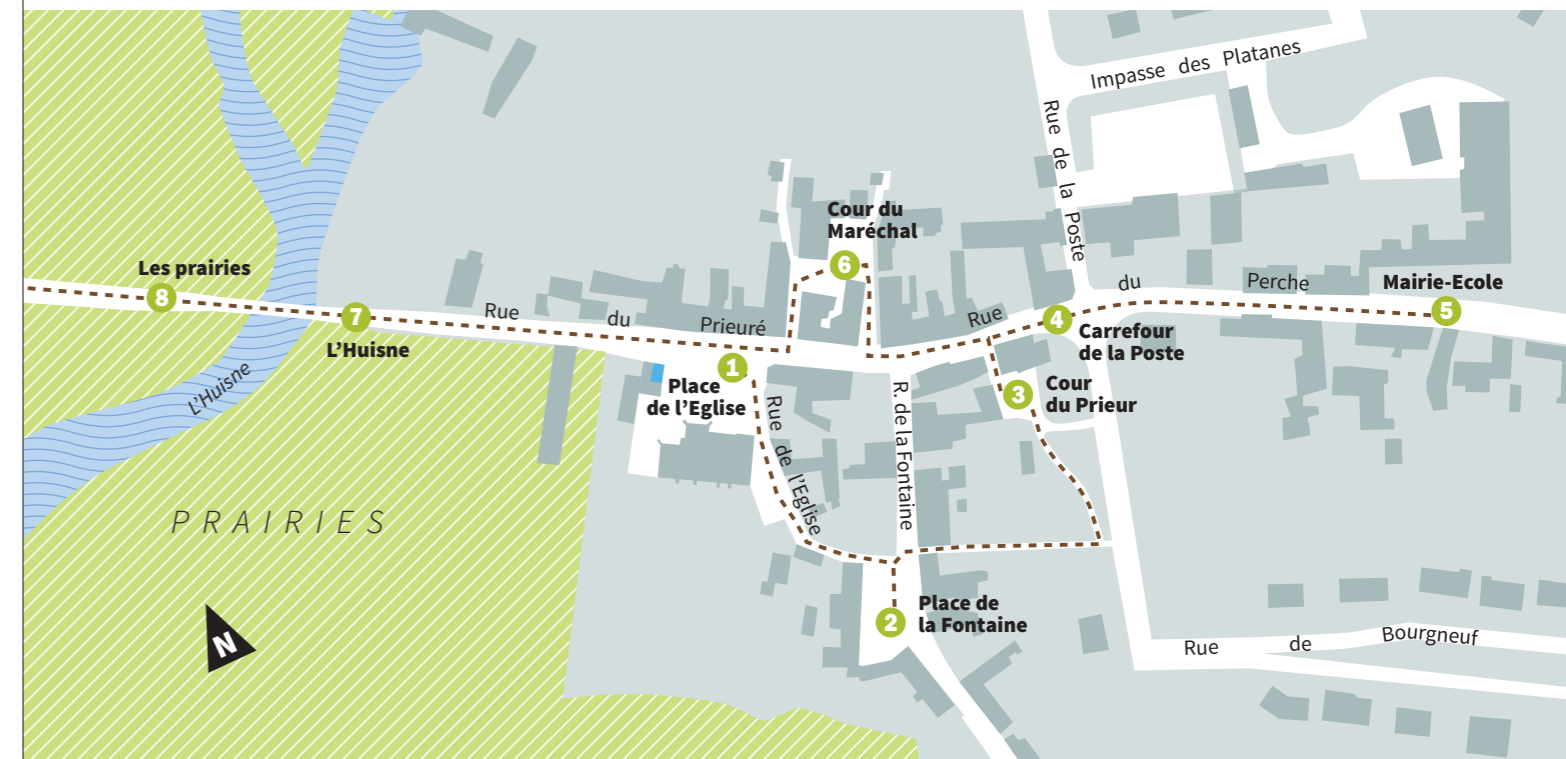 Impasse des Platanes
Rue de la Poste
Cour du
Maréchal
6
Les prairies
8
7
L'Huisne
L'Huisne
Rue du Prieuré
Rue du Perche
Mairie-Ecole
5
4
Carrefour
de la Poste
1
Place
de l'Eglise
Rue de l'Eglise
R. de la Fontaine
3
Cour
du Prieur
PRAIRIES
2
Place de
la Fontaine
N
Rue de Bourgneuf